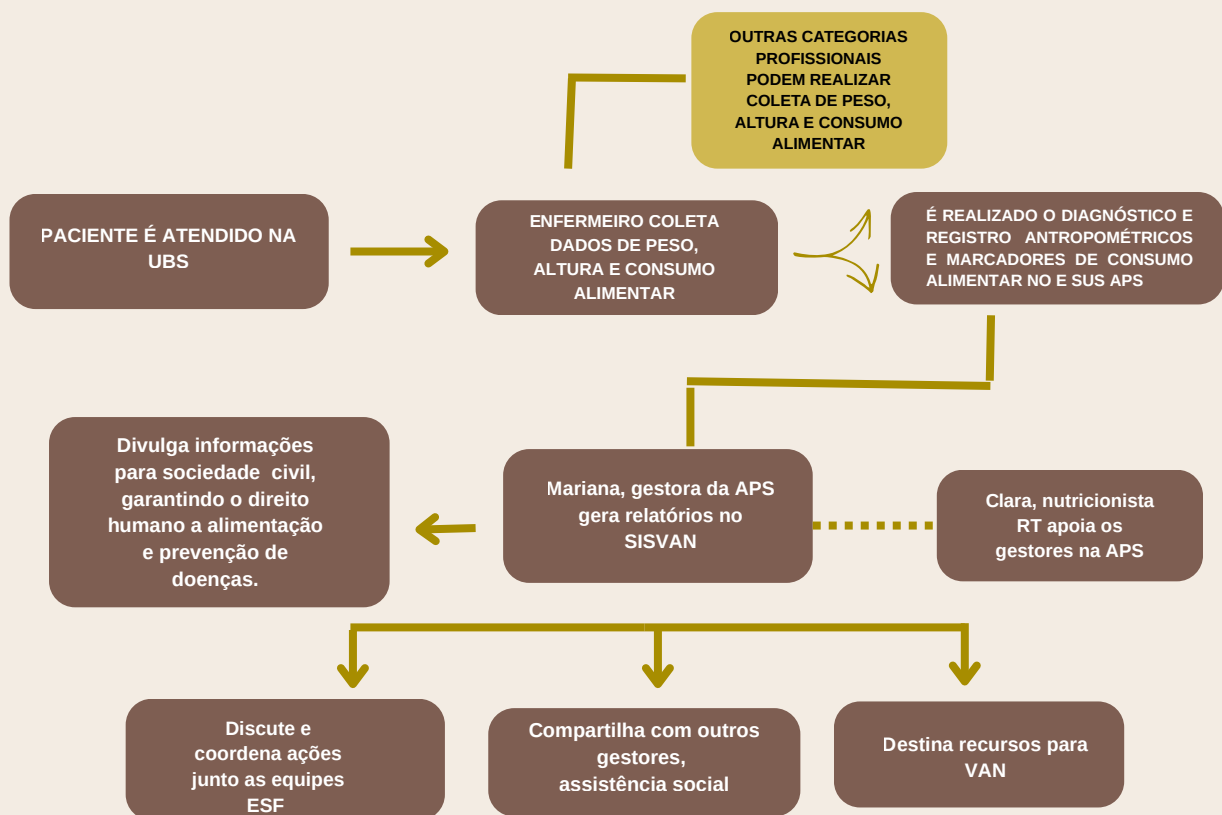 OUTRAS CATEGORIAS
PROFISSIONAIS
PODEM REALIZAR
COLETA DE PESO,
ALTURA E CONSUMO
ALIMENTAR
PACIENTE É ATENDIDO NA
UBS
ENFERMEIRO COLETA
DADOS DE PESO,
ALTURA E CONSUMO
ALIMENTAR
É REALIZADO O DIAGNÓSTICO E
REGISTRO ANTROPOMÉTRICOS
E MARCADORES DE CONSUMO
ALIMENTAR NO E SUS APS
Divulga informações
para sociedade civil,
garantindo o direito
humano a alimentação
e prevenção de
doenças.
Mariana, gestora da APS
gera relatórios no
SISVAN
Clara, nutricionista
RT apoia os
gestores na APS
Discute e
coordena ações
junto as equipes
ESF
Compartilha com outros
gestores,
assistência social
Destina recursos para
VAN